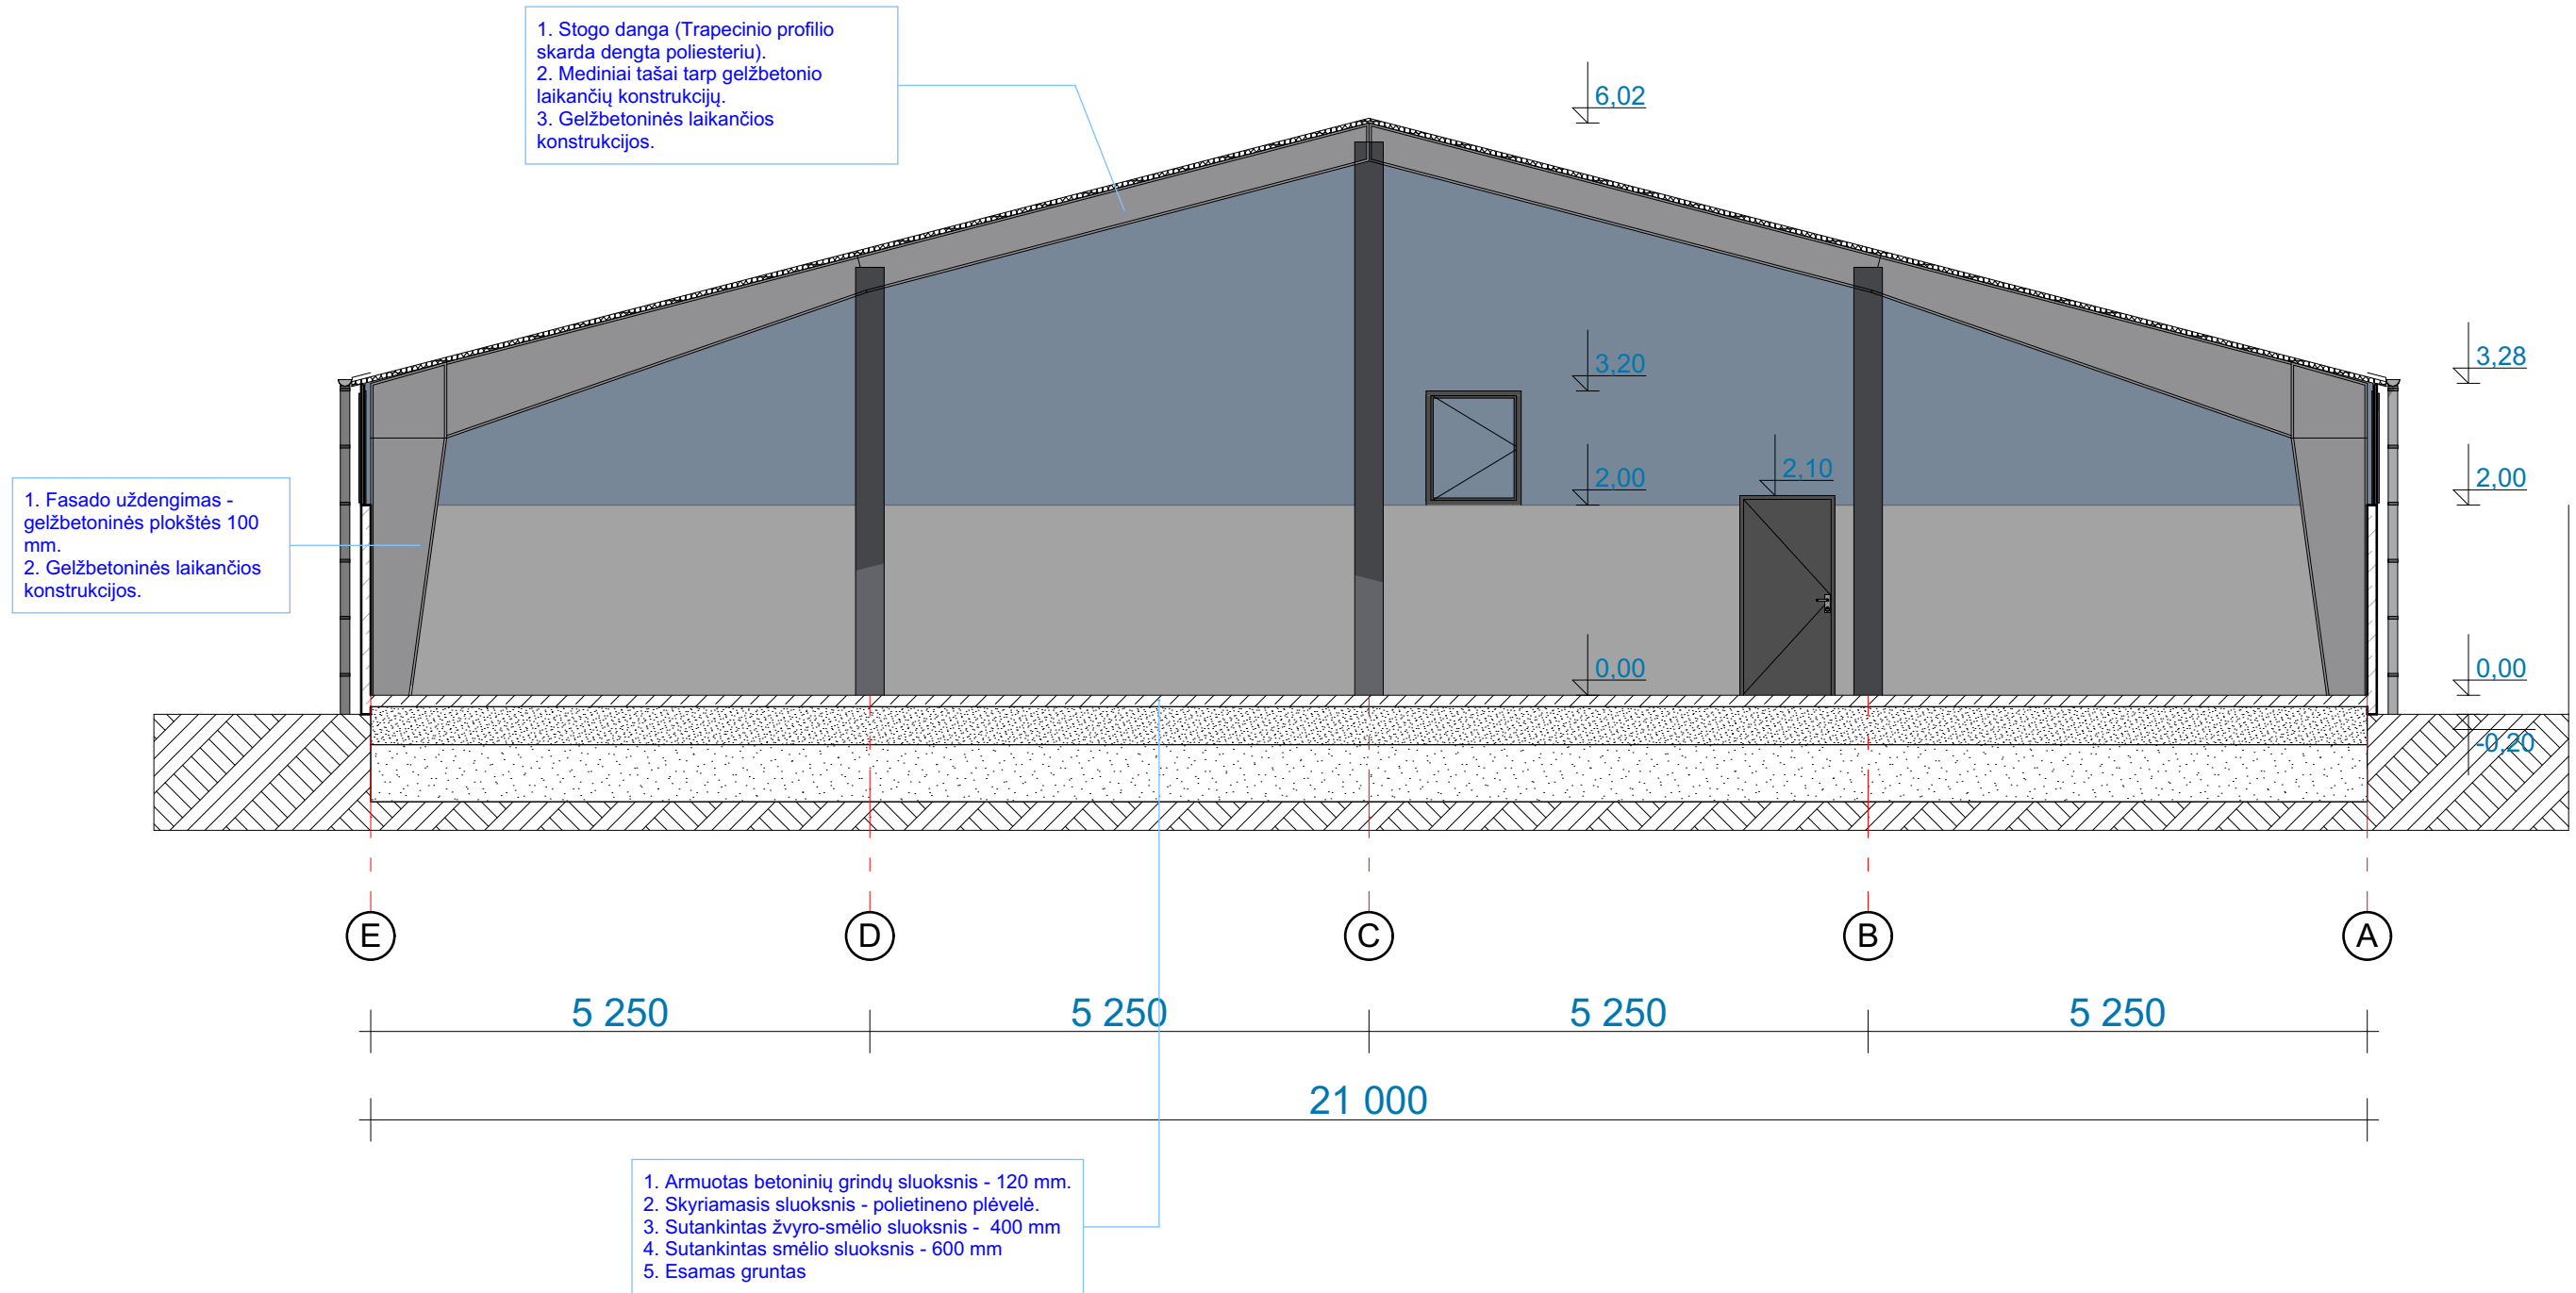 1. Stogo danga (Trapecinio profilio
skarda dengta poliesteriu).
2. Mediniai tašai tarp gelžbetonio
laikančių konstrukcijų.
3. Gelžbetoninės laikančios
konstrukcijos.
6,02
3,20
3,28
2,10
2,00
2,00
1. Fasado uždengimas -
gelžbetoninės plokštės 100
mm.
2. Gelžbetoninės laikančios
konstrukcijos.
0,00
0,00
-0,20
E
D
C
B
A
5 250
5 250
5 250
5 250
21 000
1. Armuotas betoninių grindų sluoksnis - 120 mm.
2. Skyriamasis sluoksnis - polietineno plėvelė.
3. Sutankintas žvyro-smėlio sluoksnis - 400 mm
4. Sutankintas smėlio sluoksnis - 600 mm
5. Esamas gruntas